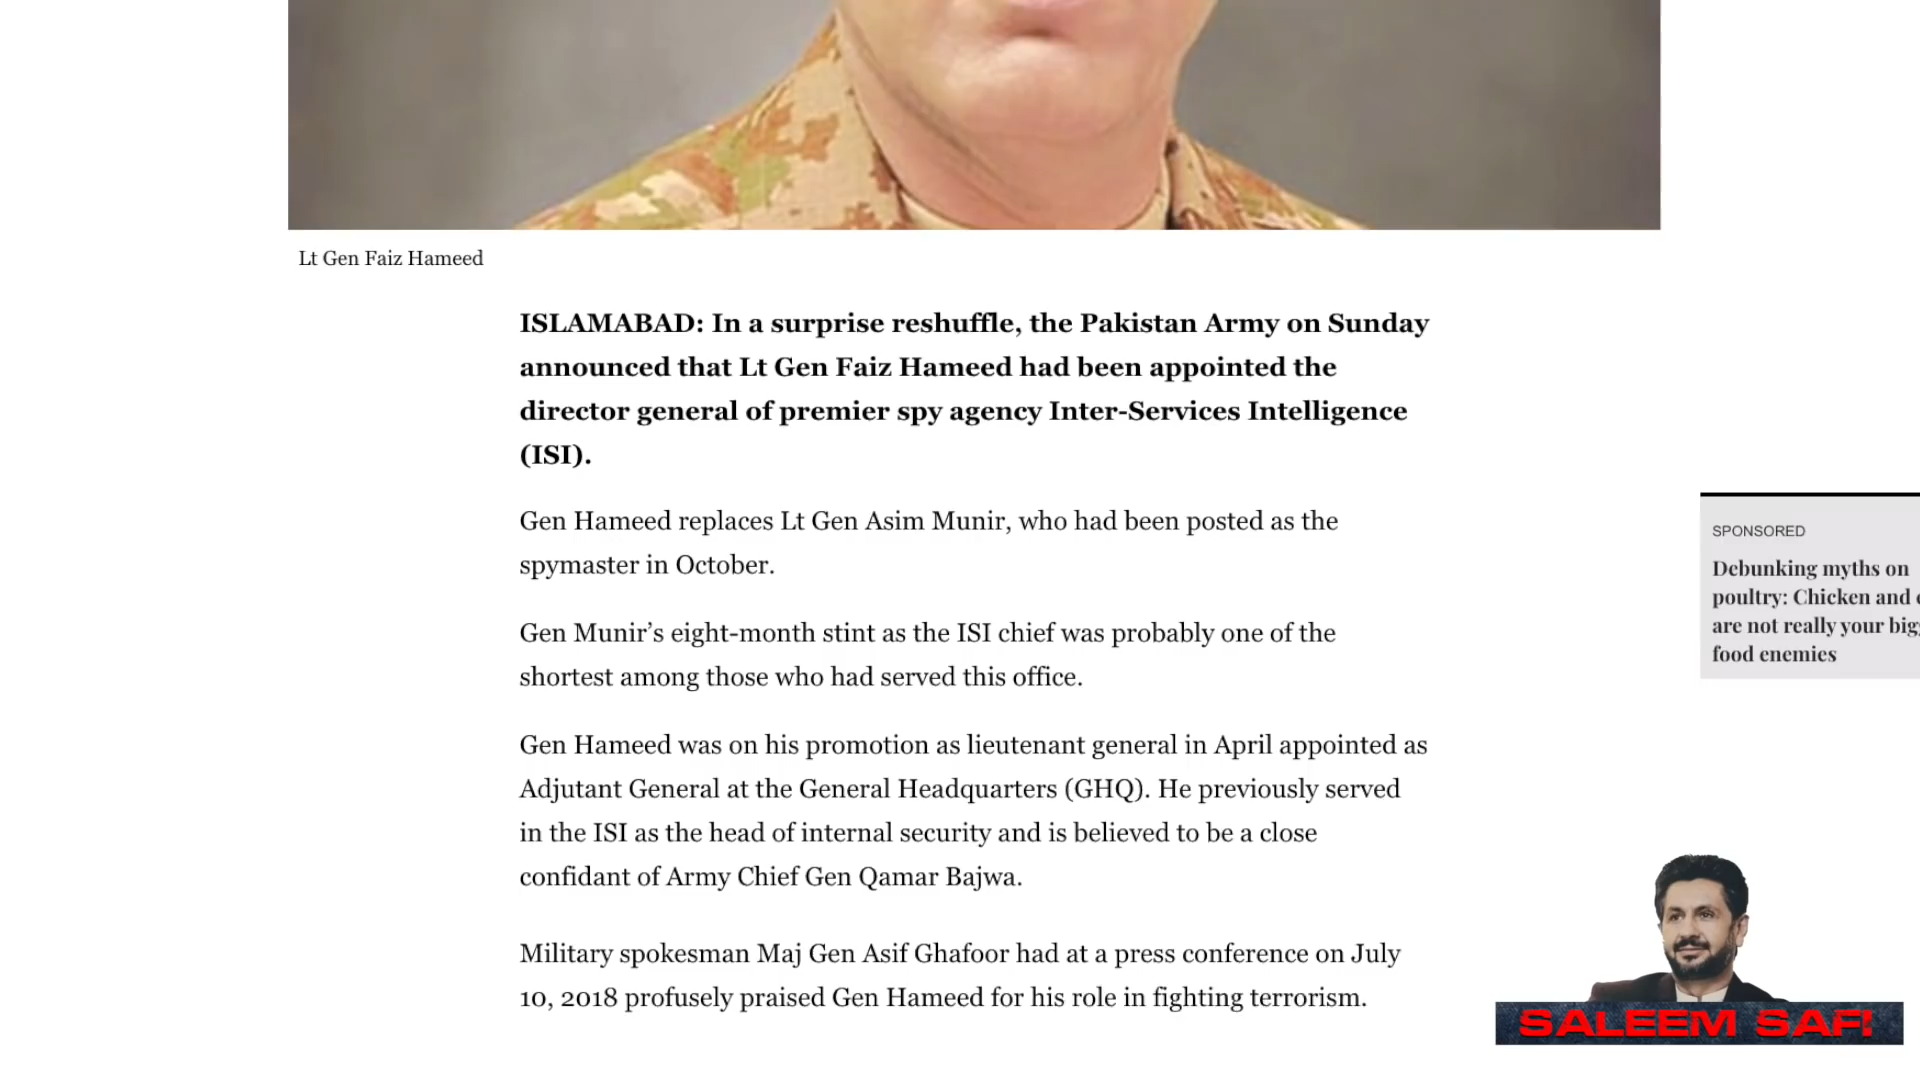 Lt Gen Faiz Hameed
ISLAMABAD: In a surprise reshuffle, the Pakistan Army on Sunday
announced that Lt Gen Faiz Hameed had been appointed the
director general of premier spy agency Inter-Services Intelligence
(ISI).
Gen Hameed replaces Lt Gen Asim Munir, who had been posted as the
spymaster in October.
Gen Munir’s eight-month stint as the ISI chief was probably one of the
shortest among those who had served this office.
Gen Hameed was on his promotion as lieutenant general in April appointed as
Adjutant General at the General Headquarters (GHQ). He previously served
in the ISI as the head of internal security and is believed to be a close
confidant of Army Chief Gen Qamar Bajwa.
Military spokesman Maj Gen Asif Ghafoor had at a press conference on July
10, 2018 profusely praised Gen Hameed for his role in fighting terrorism.
SPONSORED
Debunking myths on
poultry: Chicken and
are not really your
food enemies
SALEEM SAFI